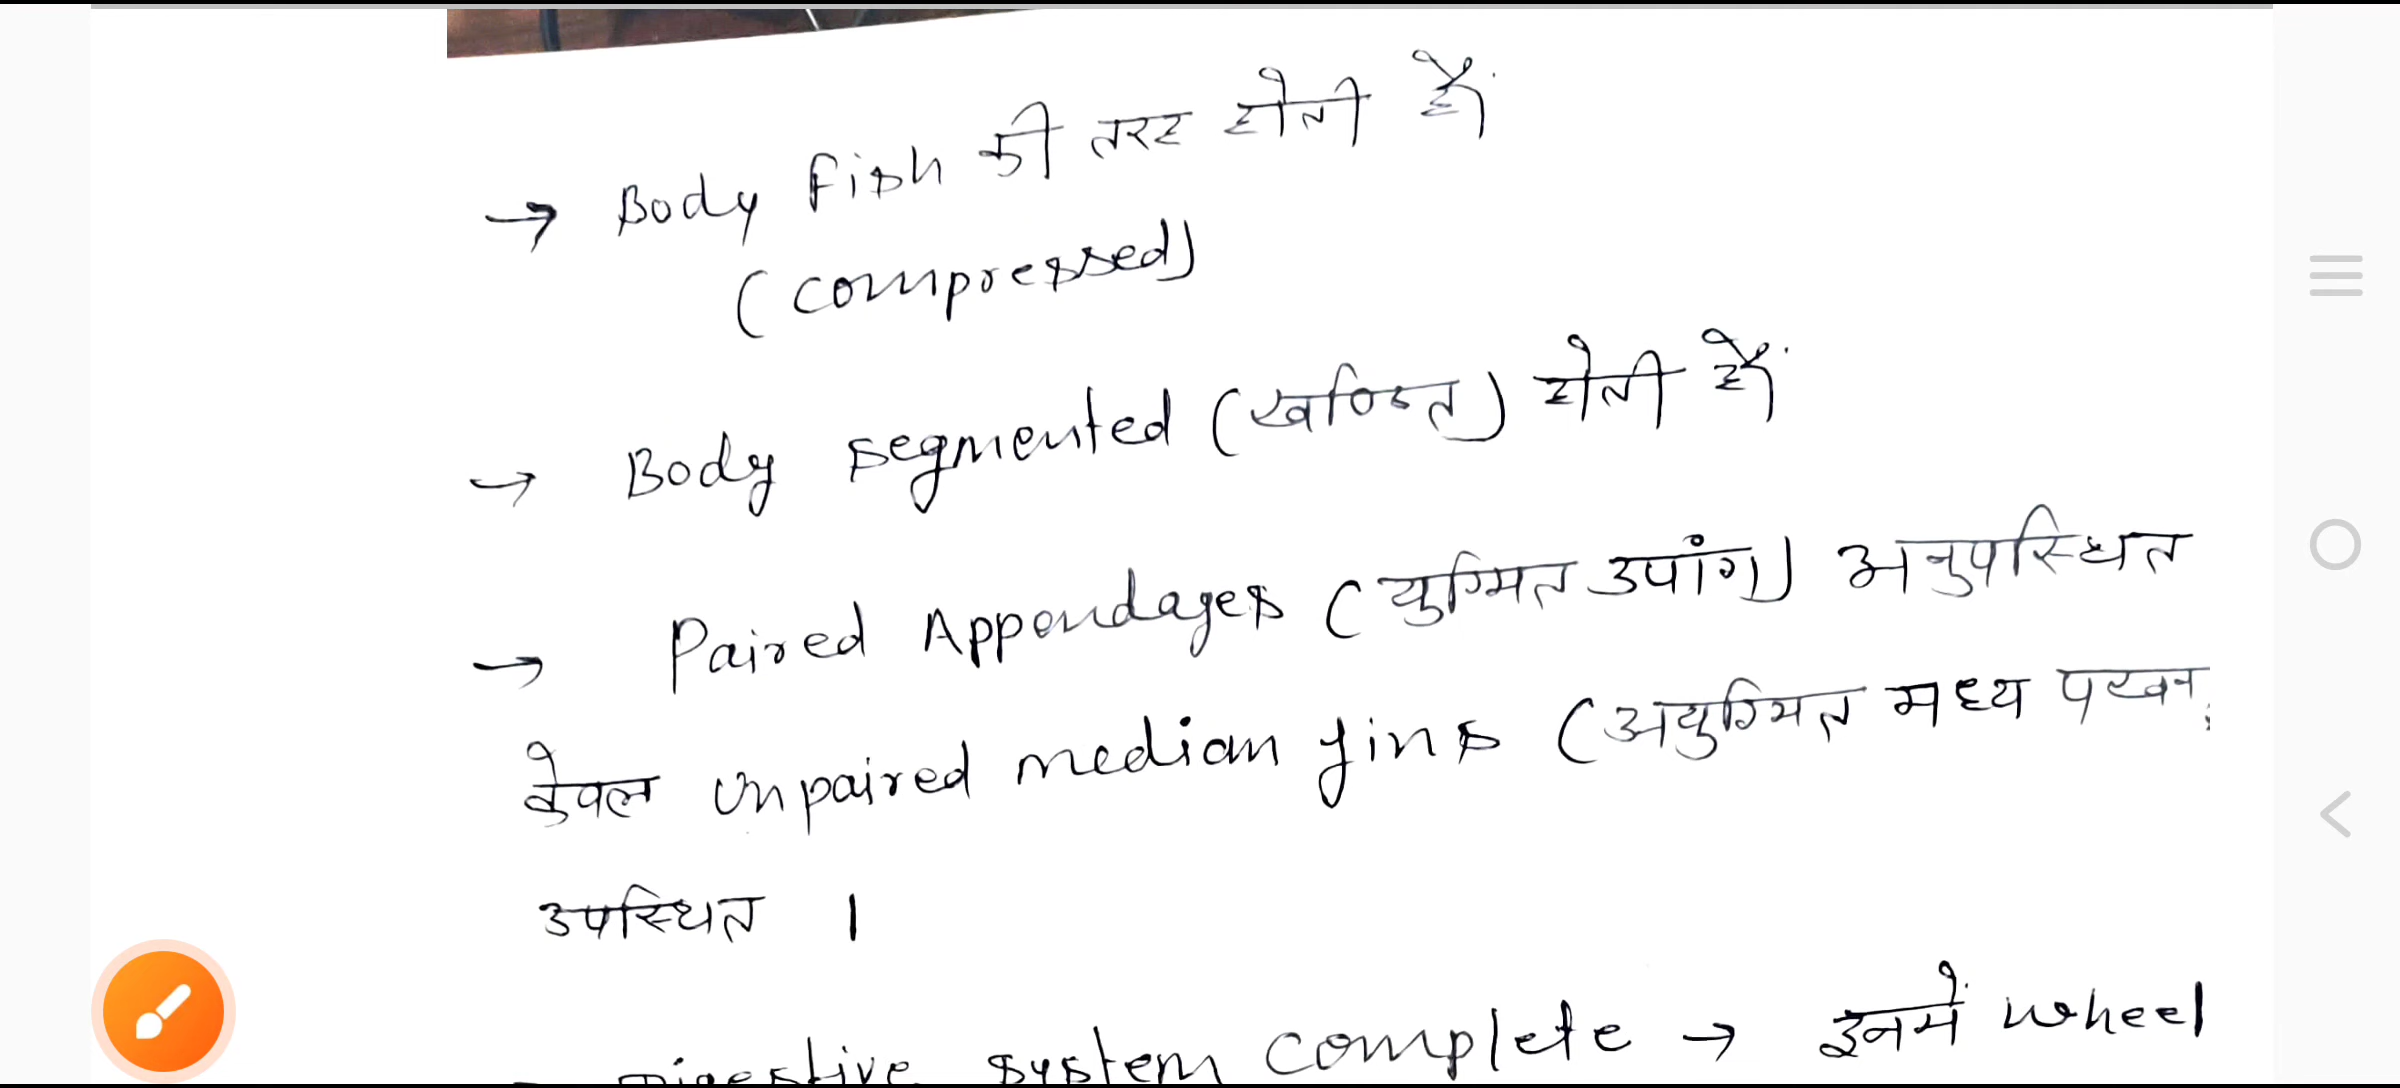 → Body fish की तरह होती हैं
(compressed)
→ Body segmented (खण्डित) होती हैं
→ Paired Appendages (युग्मित उपांग) अनुपस्थित
केवल unpaired median fins (अयुग्मित मध्य पखन
उपस्थित ।
Digestive system complete → इनमें wheel